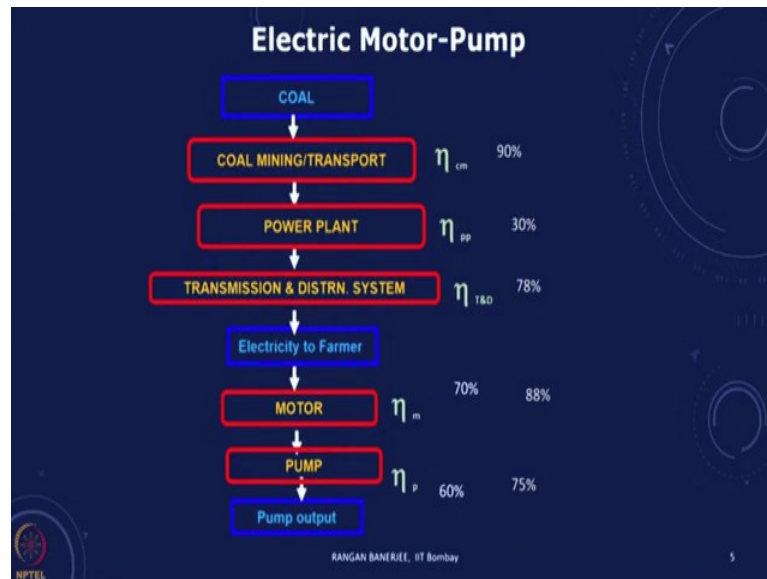 Electric Motor-Pump
COAL
COAL MINING/TRANSPORT
η cm 90%
POWER PLANT
η pp 30%
TRANSMISSION & DISTRN. SYSTEM
η T&D 78%
Electricity to Farmer
MOTOR
η m 70% 88%
PUMP
η p 60% 75%
Pump output
NPTEL
RANGAN BANERJEE, IIT Bombay
5